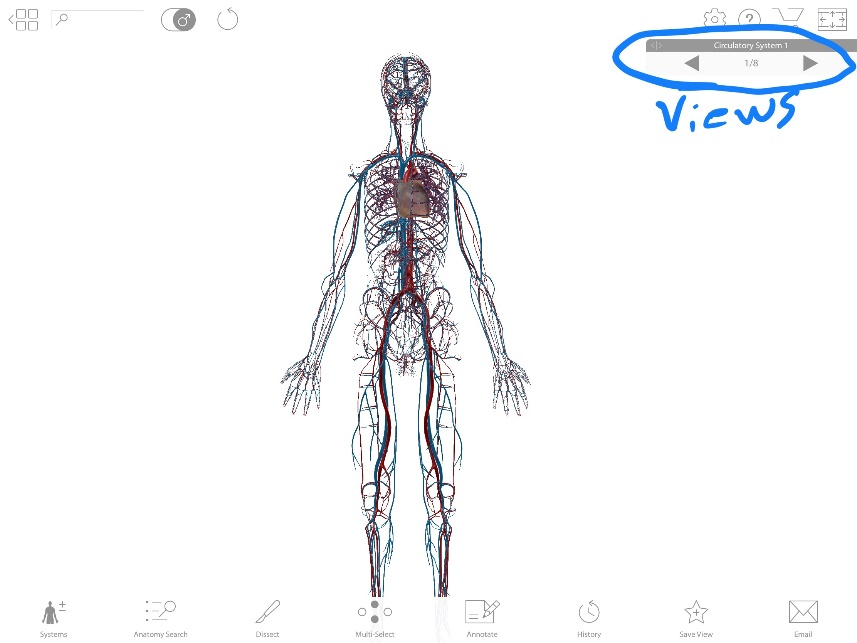 Circulatory System 1
1/8
Views
Systems
Anatomy Search
Dissect
Multi-Select
Annotate
History
Save View
Email